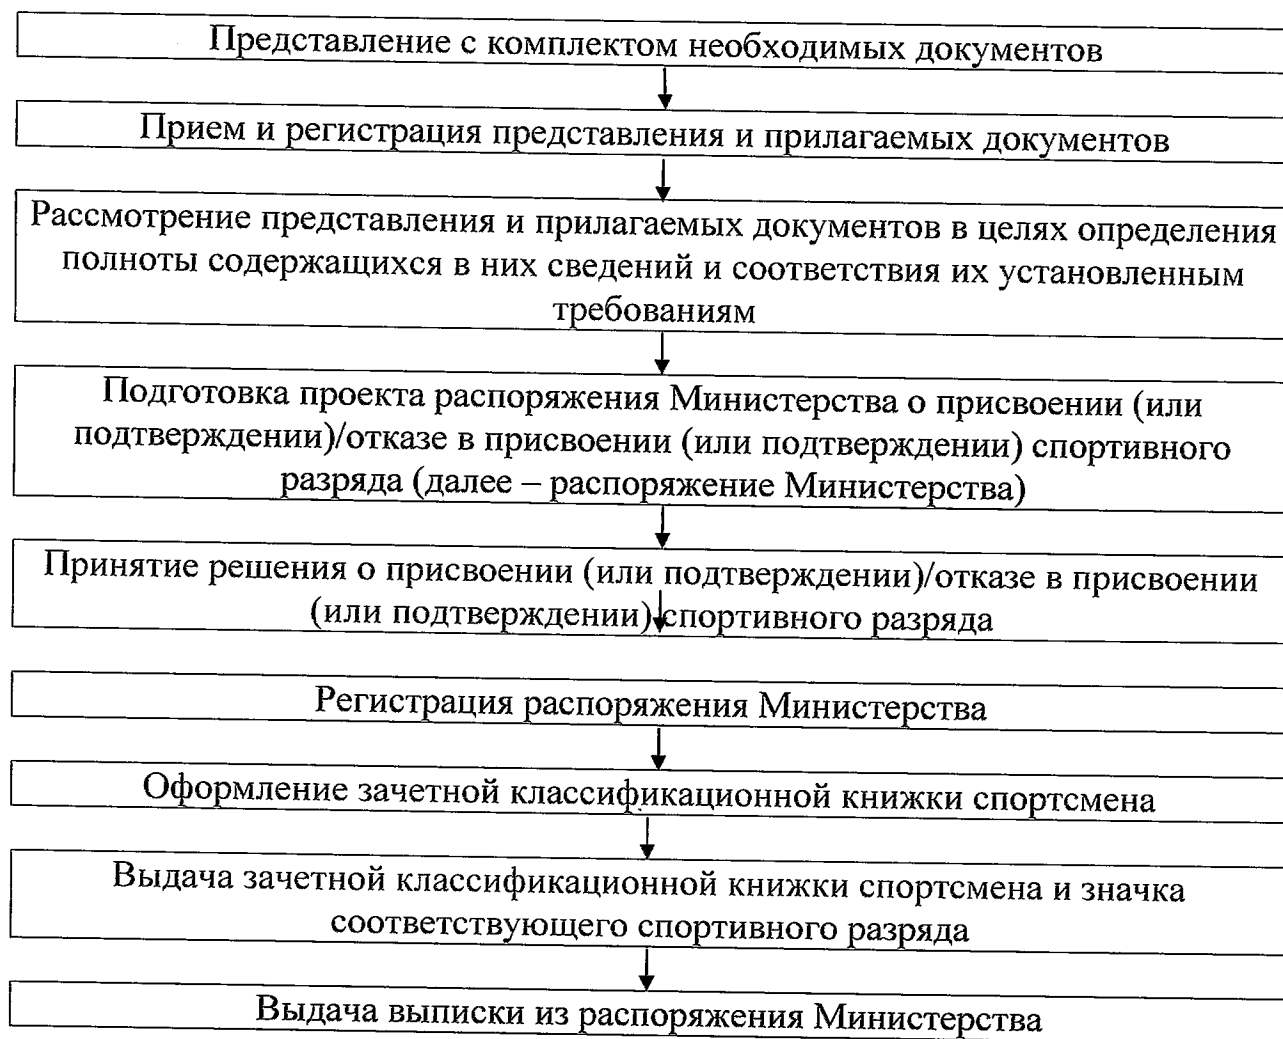 Представление с комплектом необходимых документов
Прием и регистрация представления и прилагаемых документов
Рассмотрение представления и прилагаемых документов в целях определения
полноты содержащихся в них сведений и соответствия их установленным
требованиям
Подготовка проекта распоряжения Министерства о присвоении (или
подтверждении)/отказе в присвоении (или подтверждении) спортивного
разряда (далее – распоряжение Министерства)
Принятие решения о присвоении (или подтверждении)/отказе в присвоении
(или подтверждении) спортивного разряда
Регистрация распоряжения Министерства
Оформление зачетной классификационной книжки спортсмена
Выдача зачетной классификационной книжки спортсмена и значка
соответствующего спортивного разряда
Выдача выписки из распоряжения Министерства